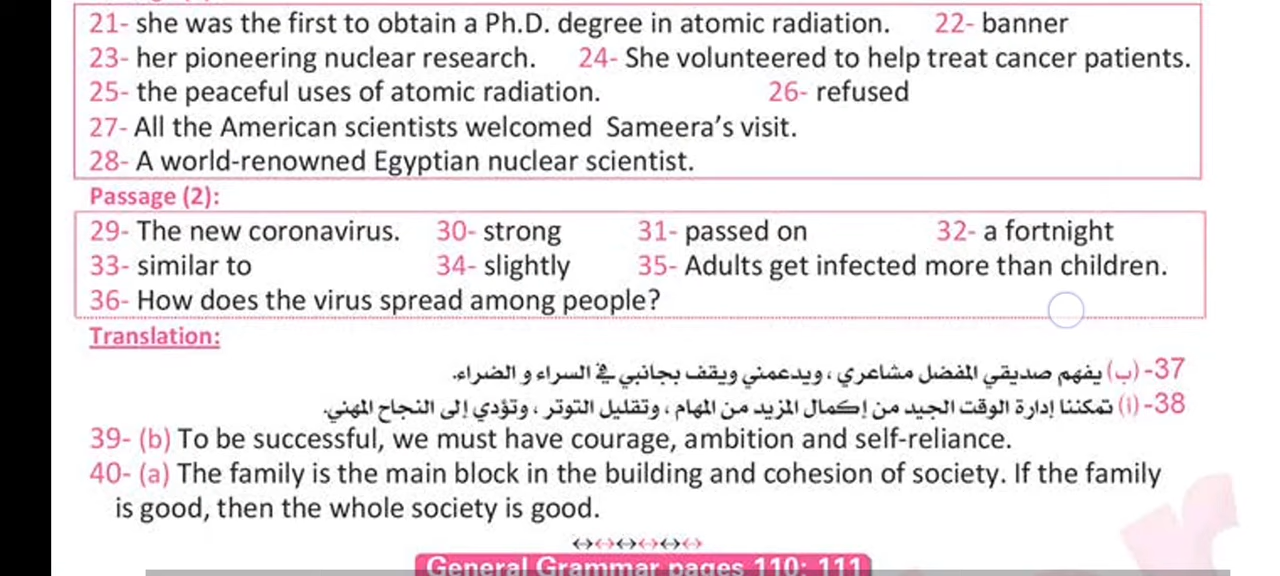 21- she was the first to obtain a Ph.D. degree in atomic radiation. 22- banner
23- her pioneering nuclear research. 24- She volunteered to help treat cancer patients.
25- the peaceful uses of atomic radiation. 26- refused
27- All the American scientists welcomed Sameera's visit.
28- A world-renowned Egyptian nuclear scientist.
Passage (2):
29- The new coronavirus. 30- strong 31- passed on 32- a fortnight
33- similar to 34- slightly 35- Adults get infected more than children.
36- How does the virus spread among people?
Translation:
37- (ب) يفهم صديقي المفضل مشاعري ، ويدعمني ويقف بجانبي في السراء و الضراء.
38- (أ) تمكننا إدارة الوقت الجيد من إكمال المزيد من المهام ، وتقليل التوتر ، وتؤدي إلى النجاح المهني.
39- (b) To be successful, we must have courage, ambition and self-reliance.
40- (a) The family is the main block in the building and cohesion of society. If the family
is good, then the whole society is good.
General Grammar pages 110: 111